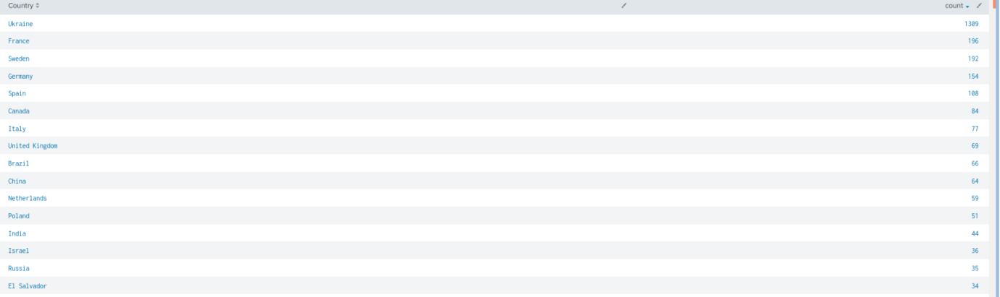 Country count
Ukraine 1309
France 196
Sweden 192
Germany 154
Spain 108
Canada 84
Italy 77
United Kingdom 69
Brazil 66
China 64
Netherlands 59
Poland 51
India 44
Israel 36
Russia 35
El Salvador 34